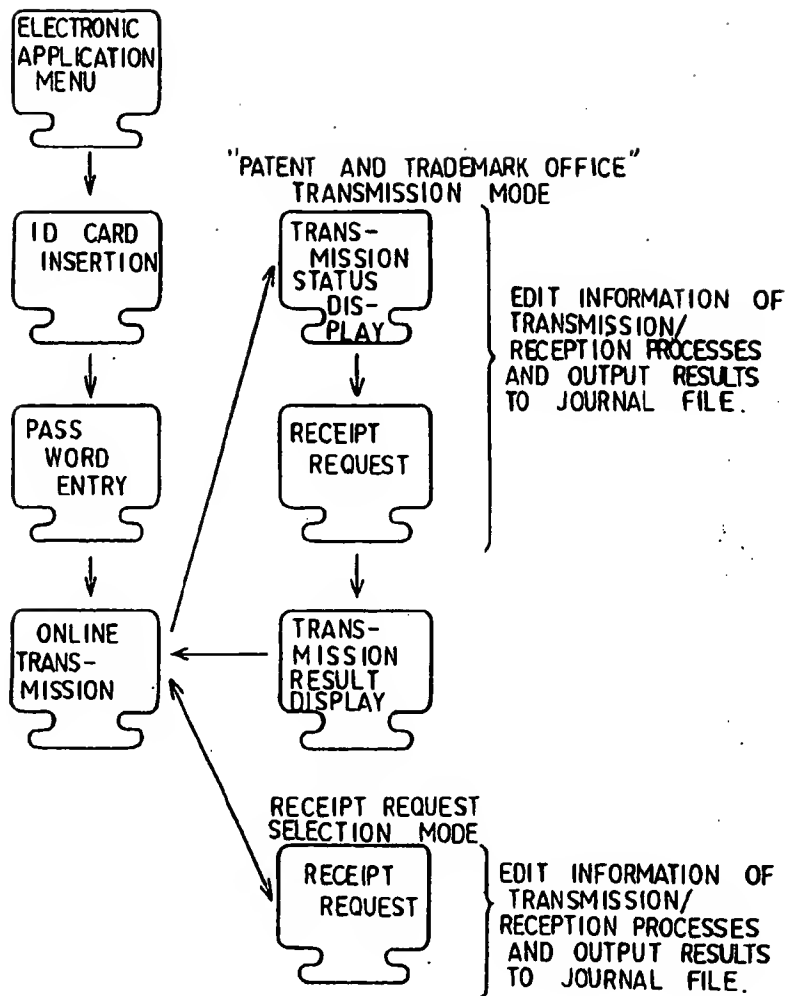 ELECTRONIC
APPLICATION
MENU
ID CARD
INSERTION
PASS
WORD
ENTRY
ONLINE
TRANS-
MISSION
"PATENT AND TRADEMARK OFFICE"
TRANSMISSION MODE
TRANS-
MISSION
STATUS
DIS-
PLAY
RECEIPT
REQUEST
TRANS-
MISSION
RESULT
DISPLAY
EDIT INFORMATION OF
TRANSMISSION/
RECEPTION PROCESSES
AND OUTPUT RESULTS
TO JOURNAL FILE.
RECEIPT REQUEST
SELECTION MODE
RECEIPT
REQUEST
EDIT INFORMATION OF
TRANSMISSION/
RECEPTION PROCESSES
AND OUTPUT RESULTS
TO JOURNAL FILE.